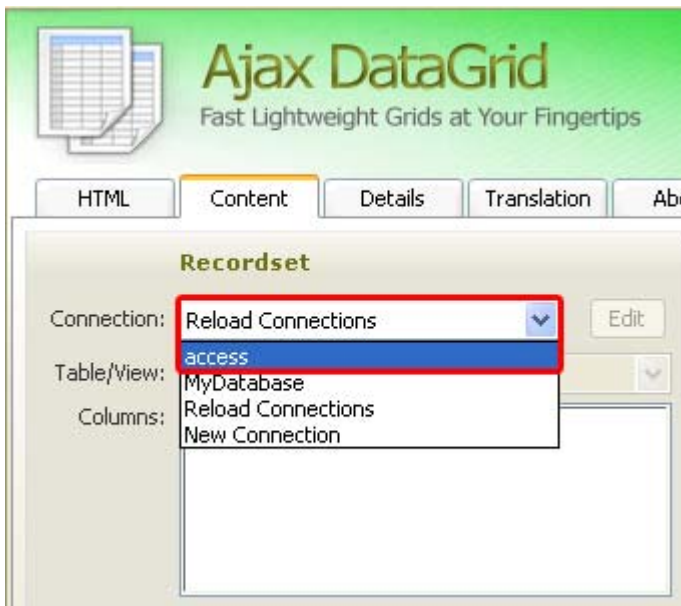 Ajax DataGrid
Fast Lightweight Grids at Your Fingertips
HTML Content Details Translation
Recordset
Connection: Reload Connections Edit
access
Table/View:
MyDatabase
Columns: Reload Connections
New Connection